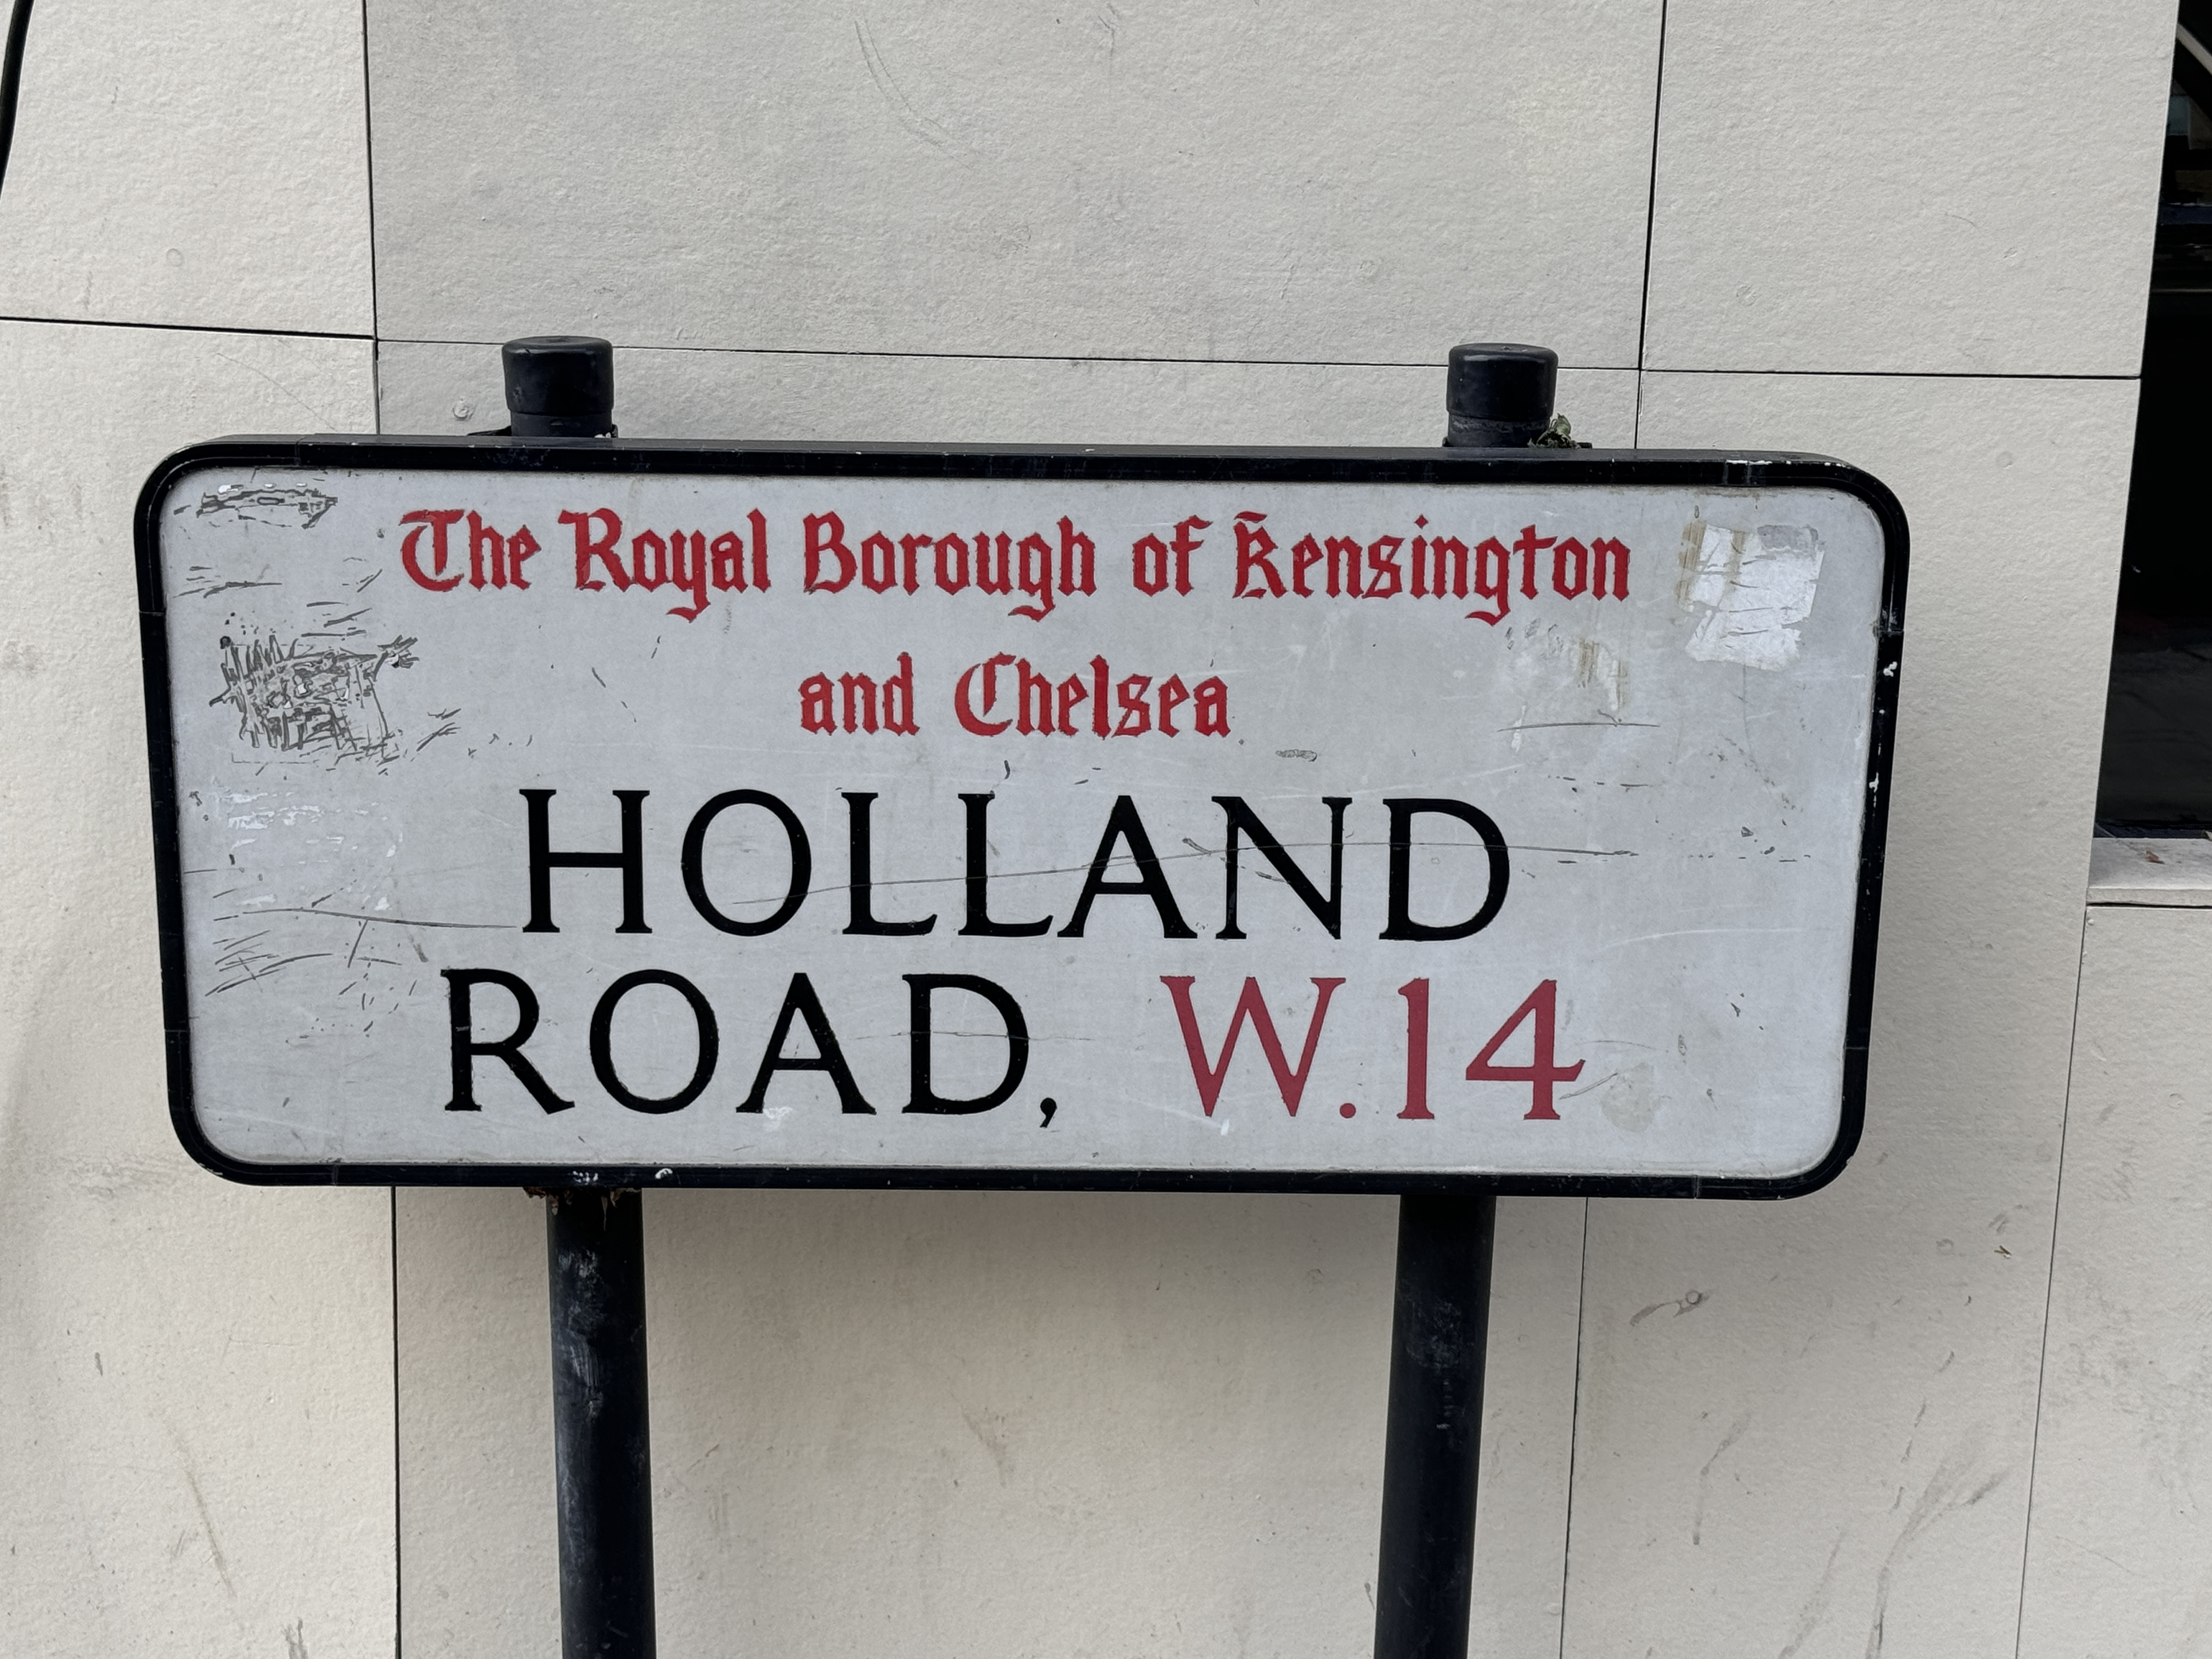 The Royal Borough of Kensington
and Chelsea
HOLLAND
ROAD, W.14